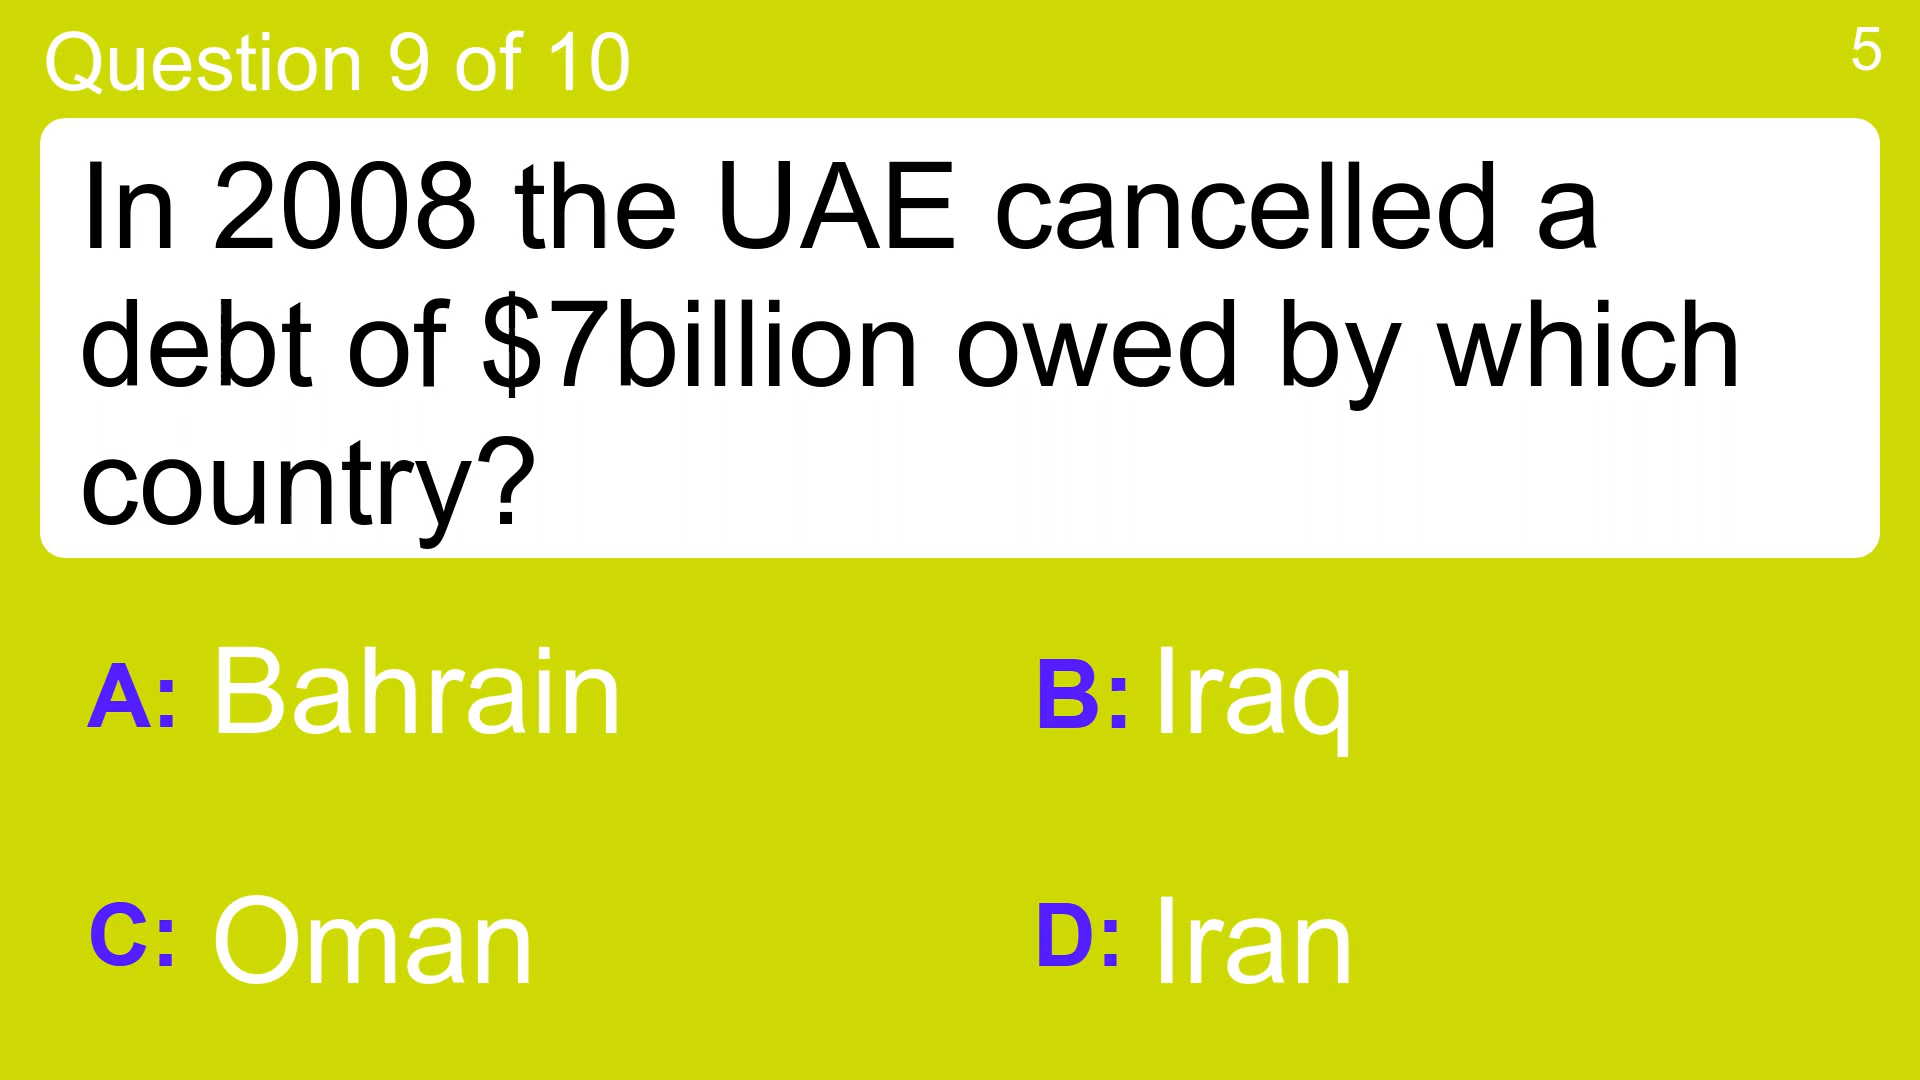 Question 9 of 10
5
In 2008 the UAE cancelled a
debt of $7billion owed by which
country?
A: Bahrain
B: Iraq
C: Oman
D: Iran